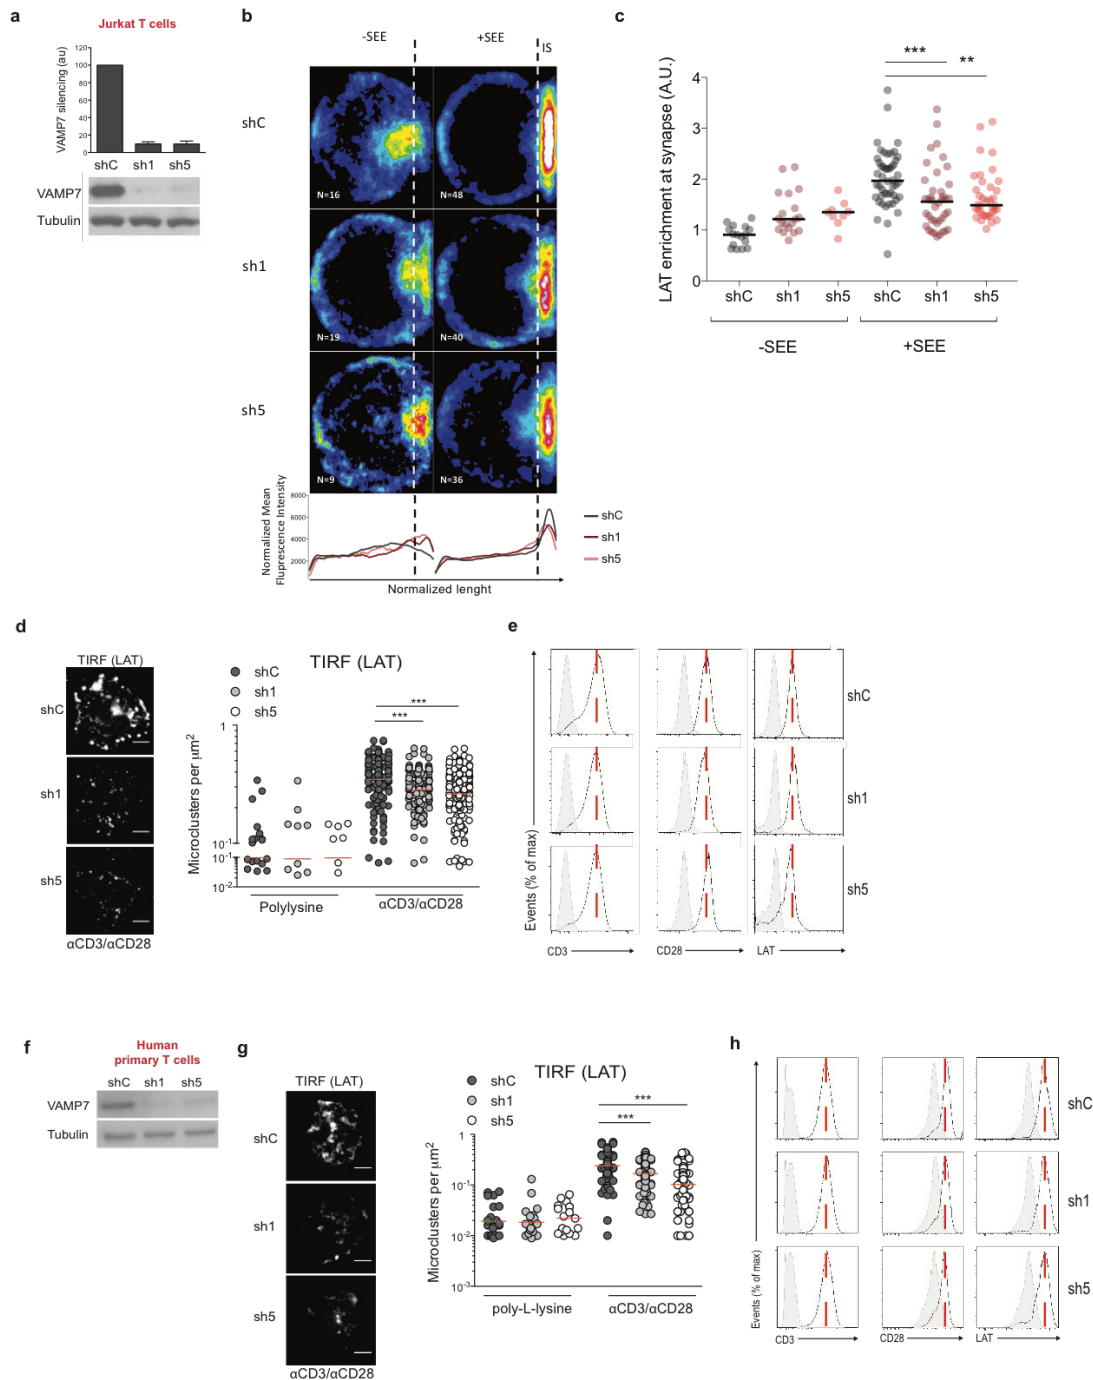 a
Jurkat T cells
VAMP7 silencing (au)
120
100
80
60
40
20
0
shC sh1 sh5
VAMP7
Tubulin
b
-SEE +SEE IS
shC
N=16 N=48
sh1
N=19 N=40
sh5
N=9 N=36
Normalized Mean
Fluprescence Intensity
8000
6000
4000
2000
Normalized lenght
shC
sh1
sh5
c
LAT enrichment at synapse (A.U.)
*** **
4
3
2
1
0
shC sh1 sh5 shC sh1 sh5
-SEE +SEE
d
TIRF (LAT)
shC
sh1
sh5
αCD3/αCD28
TIRF (LAT)
shC
sh1
sh5
Microclusters per µm2
***
***
1
10-1
10-1
10-2
Polylysine αCD3/αCD28
e
Events (% of max)
shC
sh1
sh5
CD3 CD28 LAT
f
Human
primary T cells
shC sh1 sh5
VAMP7
Tubulin
g
TIRF (LAT)
shC
sh1
sh5
αCD3/αCD28
TIRF (LAT)
shC
sh1
sh5
Microclusters per µm2
***
***
1
10-1
10-2
10-3
poly-L-lysine αCD3/αCD28
h
Events (% of max)
shC
sh1
sh5
CD3 CD28 LAT